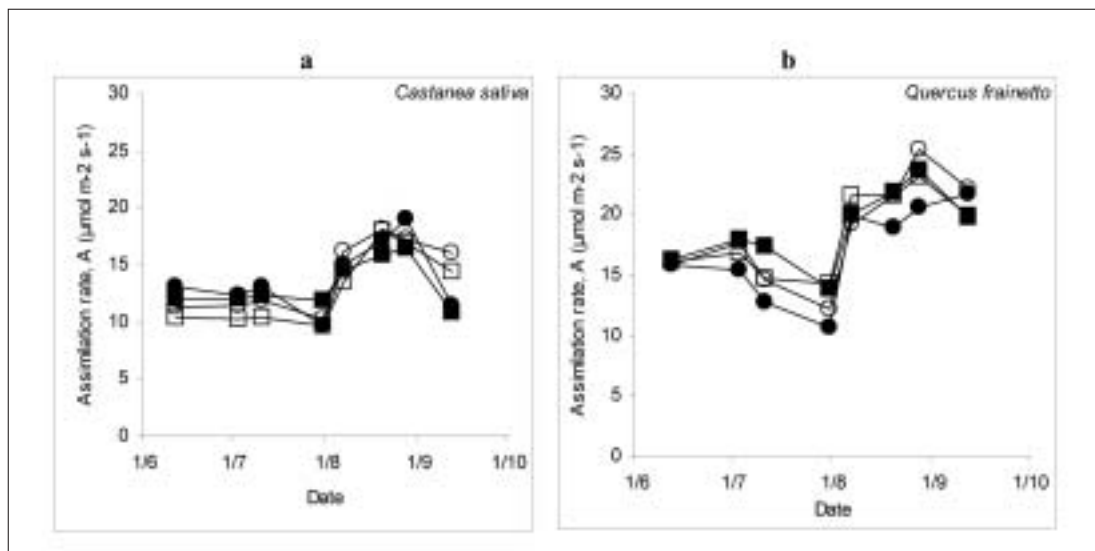 a
Castanea sativa
Assimilation rate, A (µmol m-2 s-1)
30
25
20
15
10
5
0
1/6 1/7 1/8 1/9 1/10
Date
b
Quercus frainetto
Assimilation rate, A (µmol m-2 s-1)
30
25
20
15
10
5
0
1/6 1/7 1/8 1/9 1/10
Date